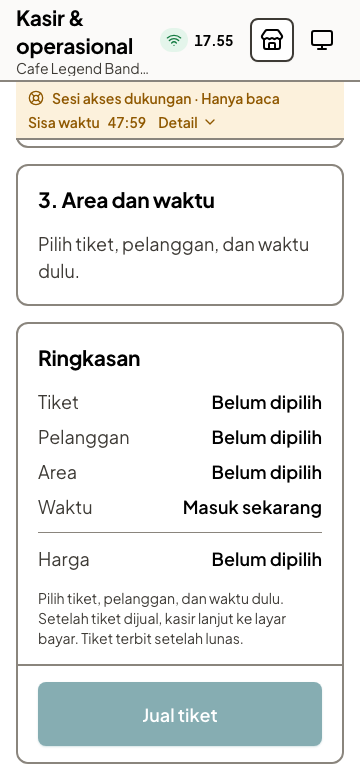 Kasir &
operasional
Cafe Legend Band...
17.55
Sesi akses dukungan · Hanya baca
Sisa waktu 47:59 Detail
3. Area dan waktu
Pilih tiket, pelanggan, dan waktu
dulu.
Ringkasan
Tiket Belum dipilih
Pelanggan Belum dipilih
Area Belum dipilih
Waktu Masuk sekarang
Harga Belum dipilih
Pilih tiket, pelanggan, dan waktu dulu.
Setelah tiket dijual, kasir lanjut ke layar
bayar. Tiket terbit setelah lunas.
Jual tiket